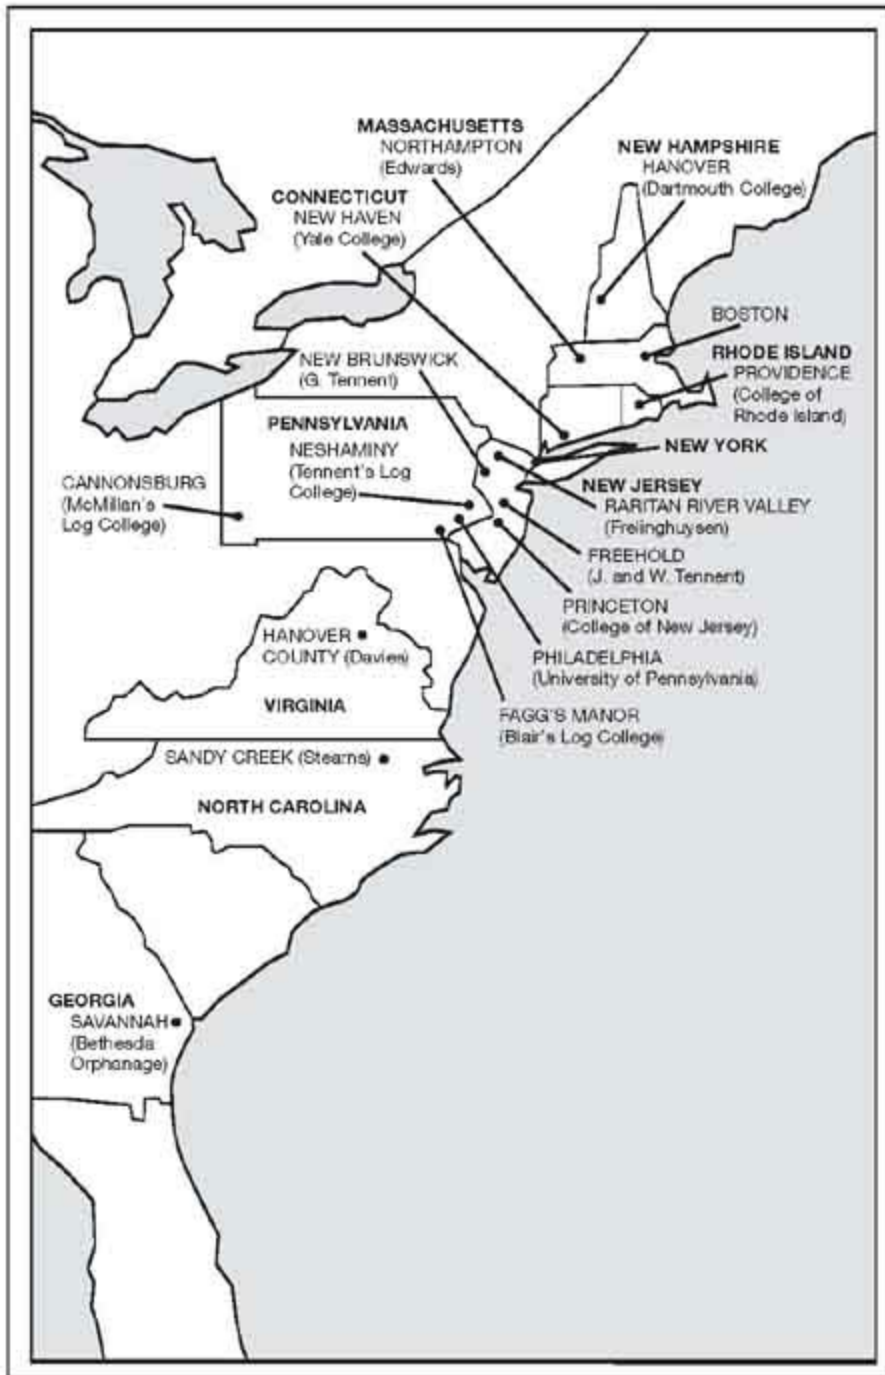 MASSACHUSETTS
NORTHAMPTON
(Edwards)
NEW HAMPSHIRE
HANOVER
(Dartmouth College)
CONNECTICUT
NEW HAVEN
(Yale College)
BOSTON
RHODE ISLAND
PROVIDENCE
(College of
Rhode Island)
NEW BRUNSWICK
(G. Tennent)
PENNSYLVANIA
NESHAMINY
(Tennent's Log
College)
NEW YORK
CANNONSBURG
(McMillan's
Log College)
NEW JERSEY
RARITAN RIVER VALLEY
(Frelinghuysen)
FREEHOLD
(J. and W. Tennent)
PRINCETON
(College of New Jersey)
HANOVER
COUNTY (Davies)
PHILADELPHIA
(University of Pennsylvania)
VIRGINIA
FAGG'S MANOR
(Blair's Log College)
SANDY CREEK (Stearns)
NORTH CAROLINA
GEORGIA
SAVANNAH
(Bethesda
Orphanage)